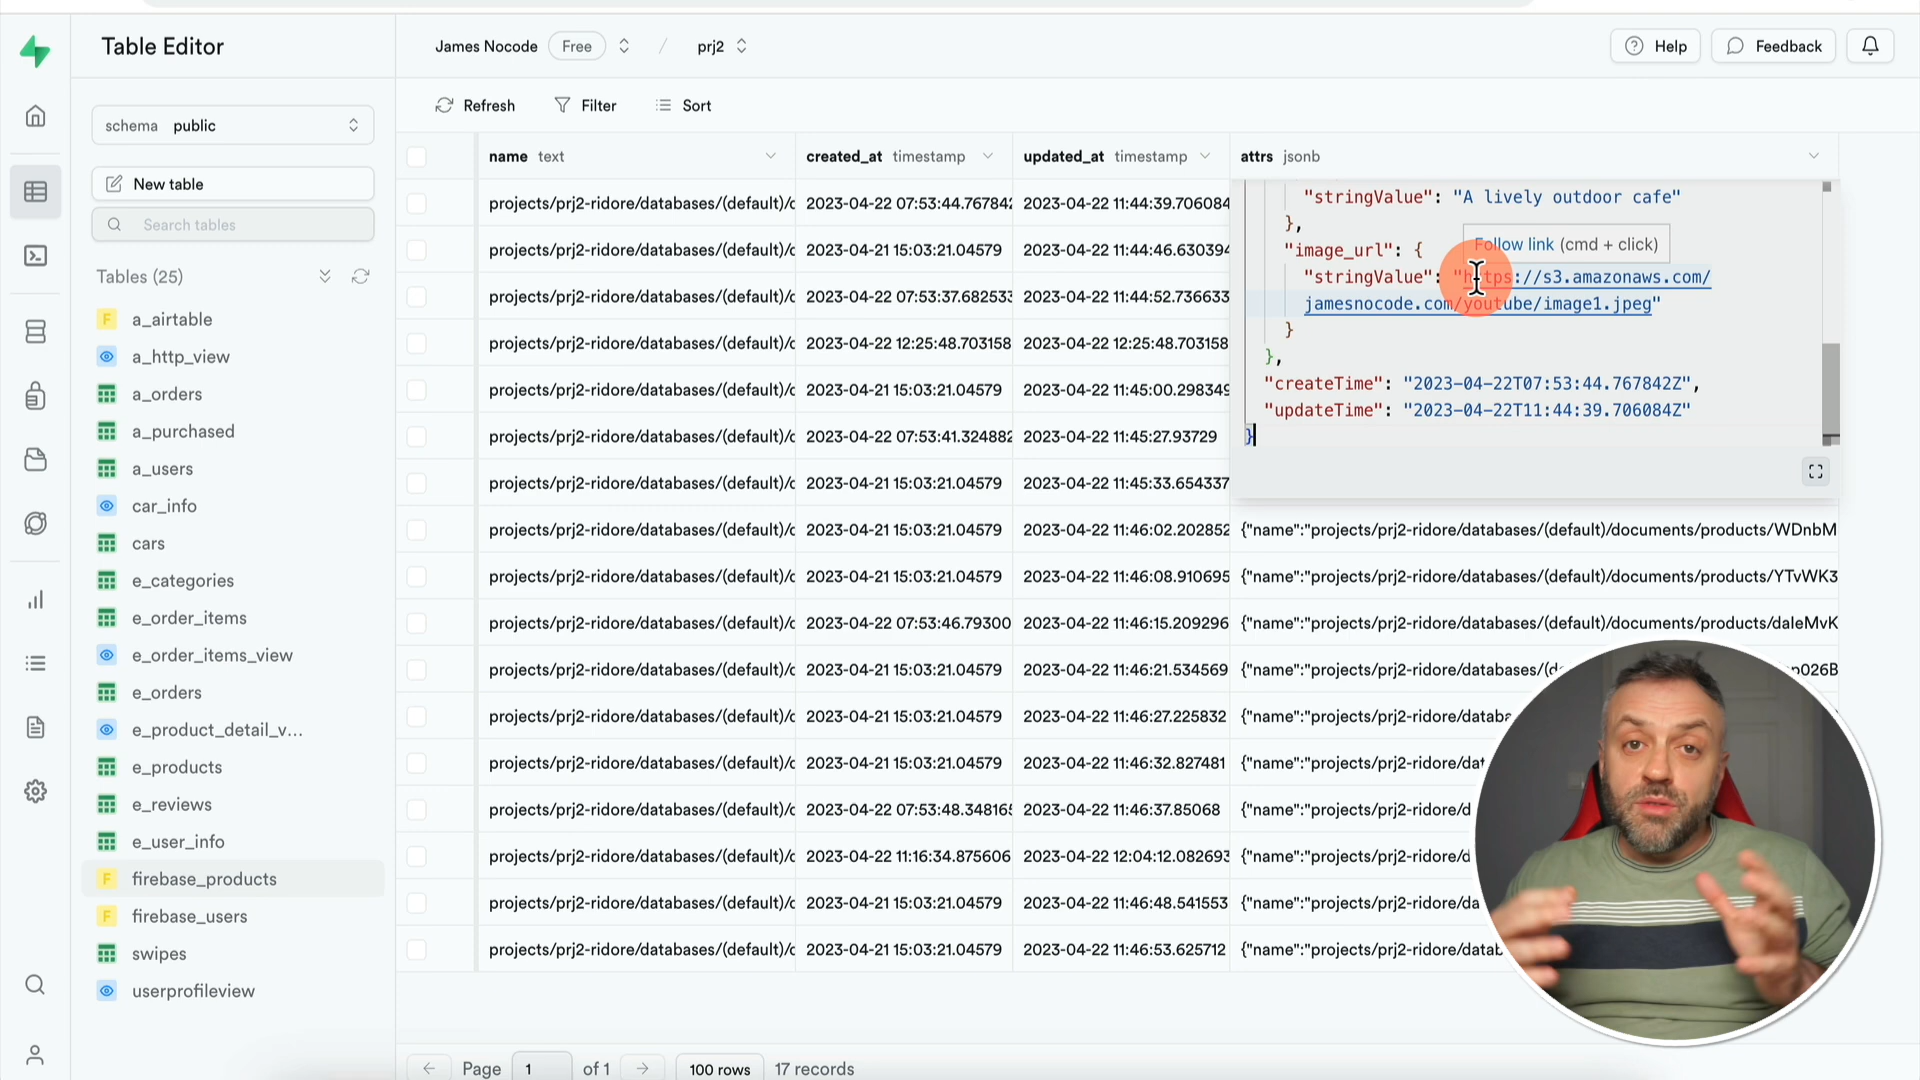 Table Editor
James Nocode Free / prj2
Help
Feedback
schema public
Refresh
Filter
Sort
New table
Search tables
Tables (25)
a_airtable
a_http_view
a_orders
a_purchased
a_users
car_info
cars
e_categories
e_order_items
e_order_items_view
e_orders
e_product_detail_v...
e_products
e_reviews
e_user_info
firebase_products
firebase_users
swipes
userprofileview
name text created_at timestamp updated_at timestamp attrs jsonb
projects/prj2-ridore/databases/(default)/c 2023-04-22 07:53:44.767842 2023-04-22 11:44:39.706084
projects/prj2-ridore/databases/(default)/c 2023-04-21 15:03:21.04579 2023-04-22 11:44:46.630394
projects/prj2-ridore/databases/(default)/c 2023-04-22 07:53:37.682533 2023-04-22 11:44:52.736633
projects/prj2-ridore/databases/(default)/c 2023-04-22 12:25:48.703158 2023-04-22 12:25:48.703158
projects/prj2-ridore/databases/(default)/c 2023-04-21 15:03:21.04579 2023-04-22 11:45:00.298349
projects/prj2-ridore/databases/(default)/c 2023-04-22 07:53:41.324882 2023-04-22 11:45:27.93729
projects/prj2-ridore/databases/(default)/c 2023-04-21 15:03:21.04579 2023-04-22 11:45:33.654337
projects/prj2-ridore/databases/(default)/c 2023-04-21 15:03:21.04579 2023-04-22 11:46:02.202852 {"name":"projects/prj2-ridore/databases/(default)/documents/products/WDnbM
projects/prj2-ridore/databases/(default)/c 2023-04-21 15:03:21.04579 2023-04-22 11:46:08.910695 {"name":"projects/prj2-ridore/databases/(default)/documents/products/YTvWK3
projects/prj2-ridore/databases/(default)/c 2023-04-22 07:53:46.79300 2023-04-22 11:46:15.209296 {"name":"projects/prj2-ridore/databases/(default)/documents/products/daleMvK
projects/prj2-ridore/databases/(default)/c 2023-04-21 15:03:21.04579 2023-04-22 11:46:21.534569 {"name":"projects/prj2-ridore/databases/(de p026B
projects/prj2-ridore/databases/(default)/c 2023-04-21 15:03:21.04579 2023-04-22 11:46:27.225832 {"name":"projects/prj2-ridore/databa
projects/prj2-ridore/databases/(default)/c 2023-04-21 15:03:21.04579 2023-04-22 11:46:32.827481 {"name":"projects/prj2-ridore/dat
projects/prj2-ridore/databases/(default)/c 2023-04-22 07:53:48.348165 2023-04-22 11:46:37.85068 {"name":"projects/prj2-ridore/d
projects/prj2-ridore/databases/(default)/c 2023-04-22 11:16:34.875606 2023-04-22 12:04:12.082693 {"name":"projects/prj2-ridore/d
projects/prj2-ridore/databases/(default)/c 2023-04-21 15:03:21.04579 2023-04-22 11:46:48.541553 {"name":"projects/prj2-ridore/da
projects/prj2-ridore/databases/(default)/c 2023-04-21 15:03:21.04579 2023-04-22 11:46:53.625712 {"name":"projects/prj2-ridore/datab
"stringValue": "A lively outdoor cafe"
},
"image_url": {
Follow link (cmd + click)
"stringValue": "https://s3.amazonaws.com/
jamesnocode.com/youtube/image1.jpeg"
}
},
"createTime": "2023-04-22T07:53:44.767842Z",
"updateTime": "2023-04-22T11:44:39.706084Z"
}
Page 1 of 1 100 rows 17 records